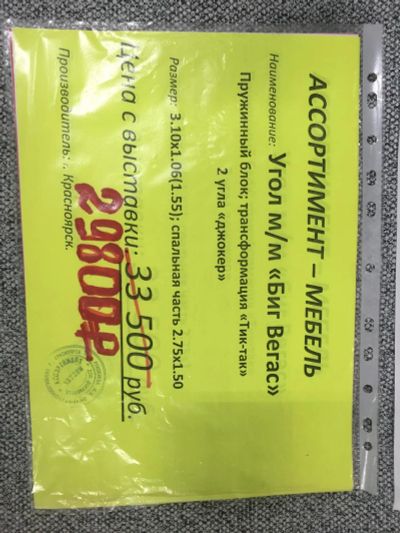 АССОРТИМЕНТ – МЕБЕЛЬ
Наименование: Угол м/м «Биг Вегас»
Пружинный блок; трансформация «Тик-так»
2 угла «джокер»
Размер: 3.10х1.06(1.55); спальная часть 2.75х1.50
Цена с выставки: 33 500 руб.
29800₽
Производитель: г. Красноярск.